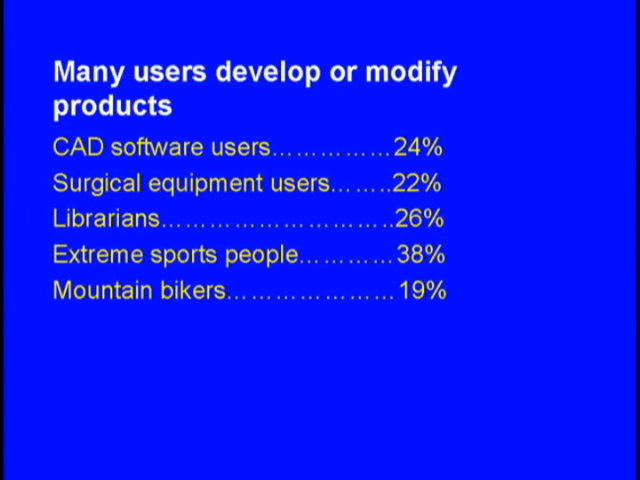 Many users develop or modify
products
CAD software users……………24%
Surgical equipment users……..22%
Librarians………………………..26%
Extreme sports people…………38%
Mountain bikers…………………19%